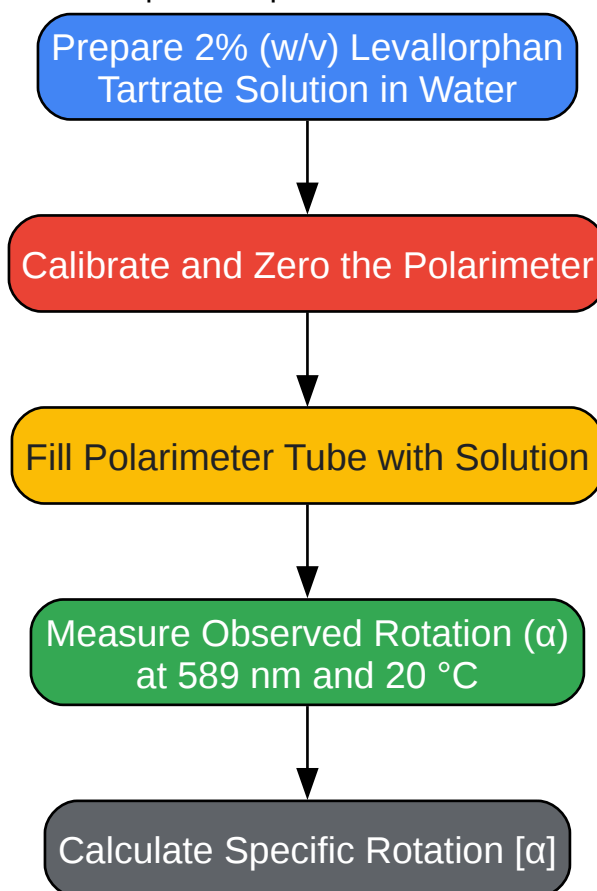 Prepare 2% (w/v) Levallorphan
Tartrate Solution in Water
Calibrate and Zero the Polarimeter
Fill Polarimeter Tube with Solution
Measure Observed Rotation (α)
at 589 nm and 20 °C
Calculate Specific Rotation [α]